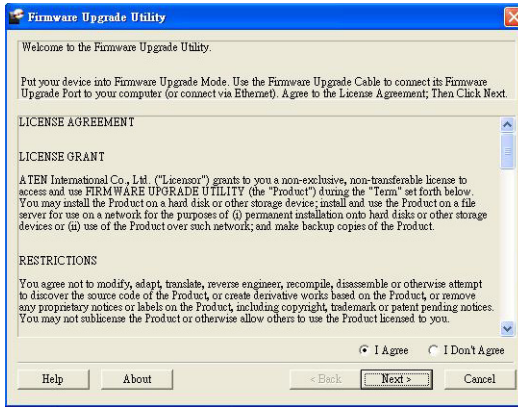 Firmware Upgrade Utility
Welcome to the Firmware Upgrade Utility.
Put your device into Firmware Upgrade Mode. Use the Firmware Upgrade Cable to connect its Firmware
Upgrade Port to your computer (or connect via Ethernet). Agree to the License Agreement; Then Click Next.
LICENSE AGREEMENT
LICENSE GRANT
ATEN International Co., Ltd. ("Licensor") grants to you a non-exclusive, non-transferable license to
access and use FIRMWARE UPGRADE UTILITY (the "Product") during the "Term" set forth below.
You may install the Product on a hard disk or other storage device; install and use the Product on a file
server for use on a network for the purposes of (i) permanent installation onto hard disks or other storage
devices or (ii) use of the Product over such network; and make backup copies of the Product.
RESTRICTIONS
You agree not to modify, adapt, translate, reverse engineer, recompile, disassemble or otherwise attempt
to discover the source code of the Product, or create derivative works based on the Product, or remove
any proprietary notices or labels on the Product, including copyright, trademark or patent pending notices.
You may not sublicense the Product or otherwise allow others to use the Product licensed to you.
I Agree I Don't Agree
Help About < Back Next > Cancel